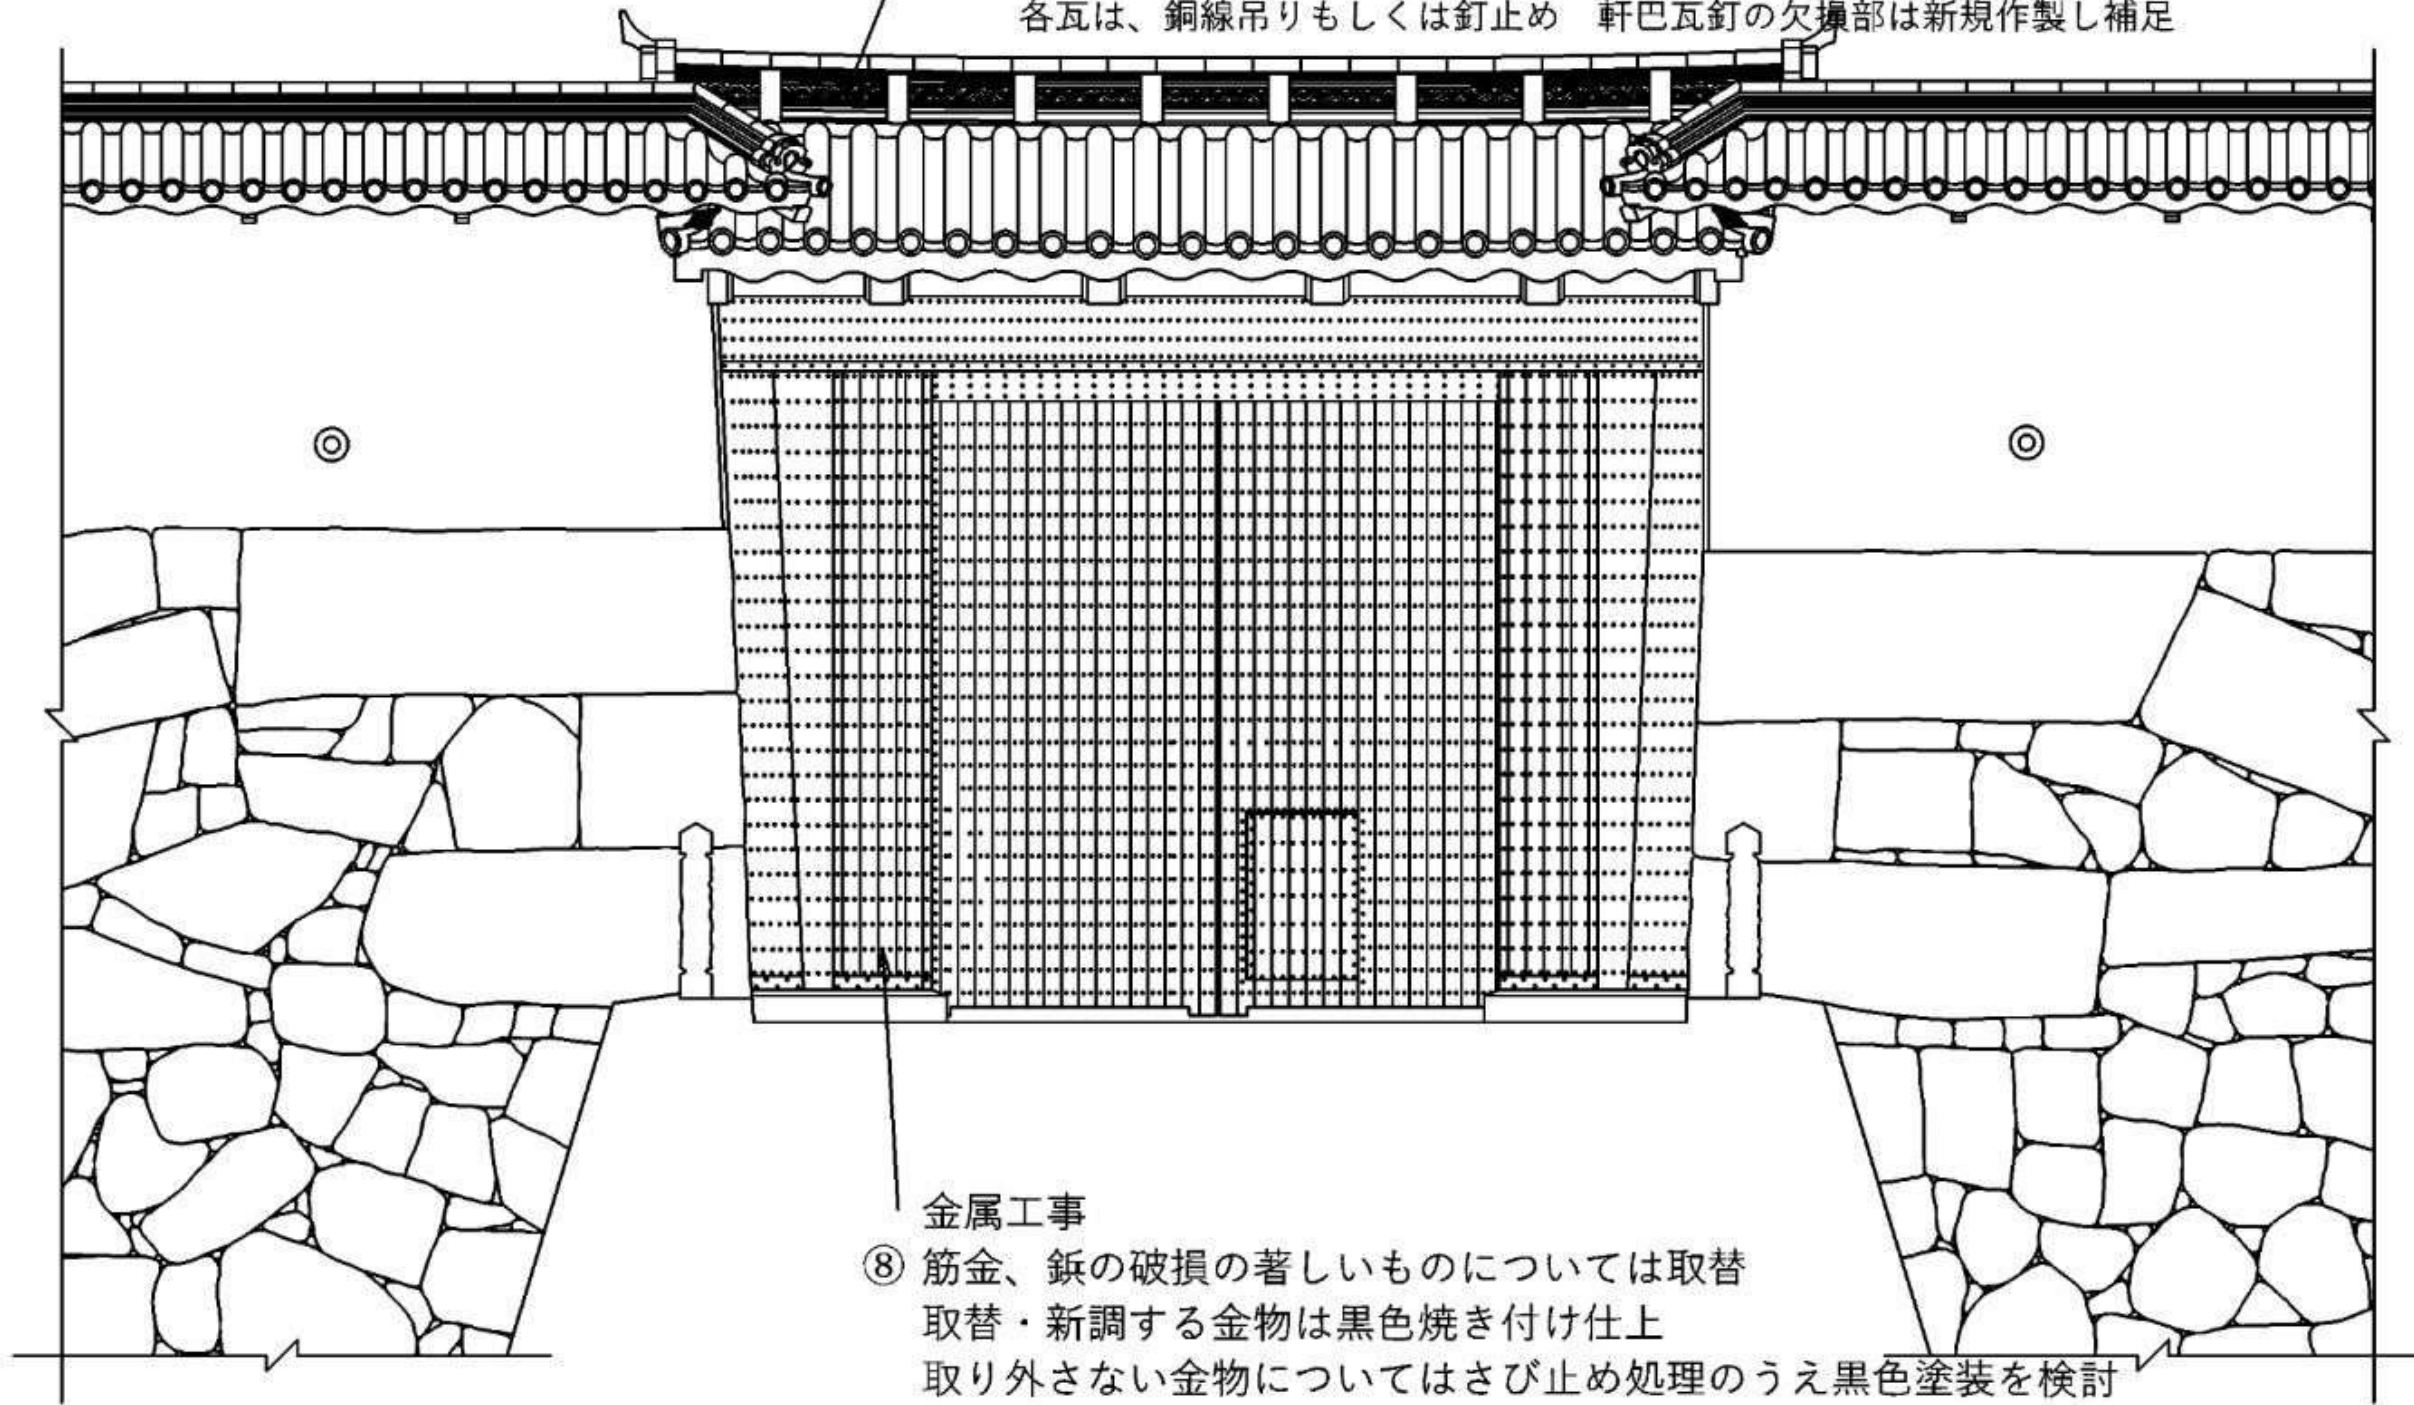 各瓦は、銅線吊りもしくは釘止め　軒巴瓦釘の欠損部は新規作製し補足
金属工事
⑧ 筋金、鋲の破損の著しいものについては取替
取替・新調する金物は黒色焼き付け仕上
取り外さない金物についてはさび止め処理のうえ黒色塗装を検討